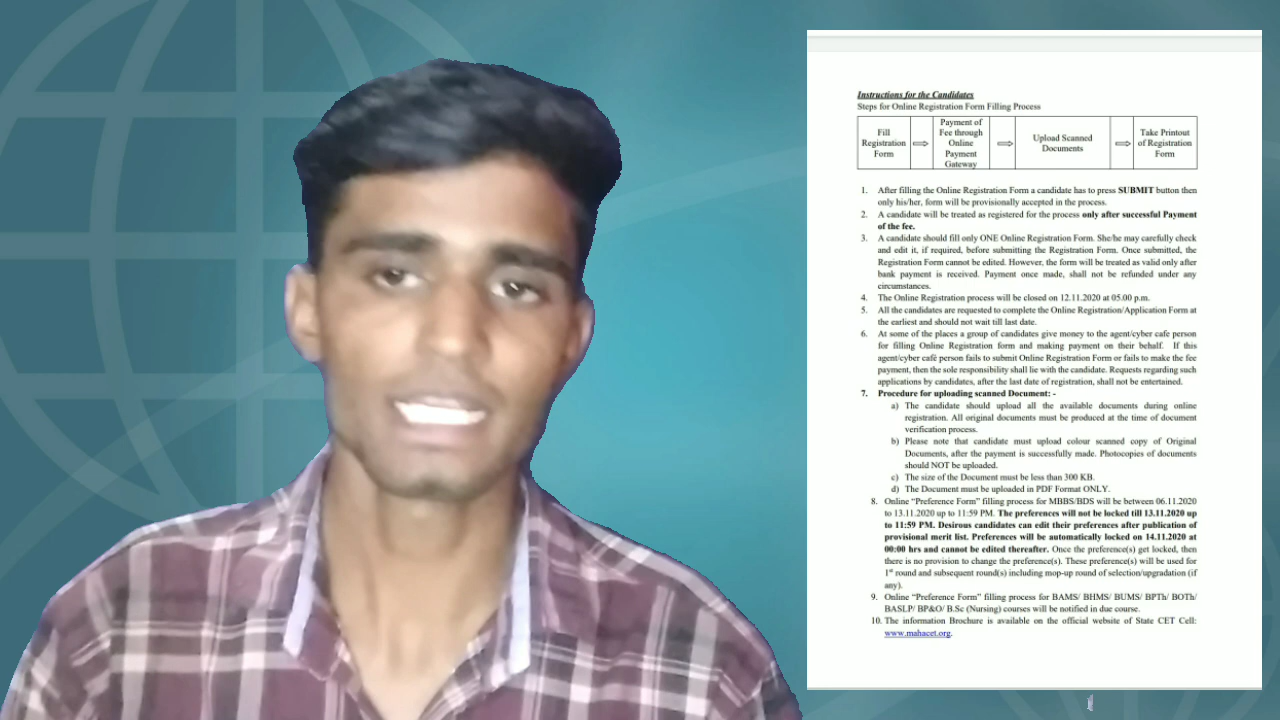 Instructions for the Candidates
Steps for Online Registration Form Filling Process
Fill
Registration
Form
Payment of
Fee through
Online
Payment
Gateway
Upload Scanned
Documents
Take Printout
of Registration
Form
1. After filling the Online Registration Form a candidate has to press SUBMIT button then
only his/her, form will be provisionally accepted in the process.
2. A candidate will be treated as registered for the process only after successful Payment
of the fee.
3. A candidate should fill only ONE Online Registration Form. She/he may carefully check
and edit it, if required, before submitting the Registration Form. Once submitted, the
Registration Form cannot be edited. However, the form will be treated as valid only after
bank payment is received. Payment once made, shall not be refunded under any
circumstances.
4. The Online Registration process will be closed on 12.11.2020 at 05.00 p.m.
5. All the candidates are requested to complete the Online Registration/Application Form at
the earliest and should not wait till last date.
6. At some of the places a group of candidates give money to the agent/cyber cafe person
for filling Online Registration form and making payment on their behalf. If this
agent/cyber café person fails to submit Online Registration Form or fails to make the fee
payment, then the sole responsibility shall lie with the candidate. Requests regarding such
applications by candidates, after the last date of registration, shall not be entertained.
7. Procedure for uploading scanned Document: -
a) The candidate should upload all the available documents during online
registration. All original documents must be produced at the time of document
verification process.
b) Please note that candidate must upload colour scanned copy of Original
Documents, after the payment is successfully made. Photocopies of documents
should NOT be uploaded.
c) The size of the Document must be less than 300 KB.
d) The Document must be uploaded in PDF Format ONLY.
8. Online “Preference Form” filling process for MBBS/BDS will be between 06.11.2020
to 13.11.2020 up to 11:59 PM. The preferences will not be locked till 13.11.2020 up
to 11:59 PM. Desirous candidates can edit their preferences after publication of
provisional merit list. Preferences will be automatically locked on 14.11.2020 at
00:00 hrs and cannot be edited thereafter. Once the preference(s) get locked, then
there is no provision to change the preference(s). These preference(s) will be used for
1st round and subsequent round(s) including mop-up round of selection/upgradation (if
any).
9. Online “Preference Form” filling process for BAMS/ BHMS/ BUMS/ BPTh/ BOTh/
BASLP/ BP&O/ B.Sc (Nursing) courses will be notified in due course.
10. The information Brochure is available on the official website of State CET Cell:
www.mahacet.org.